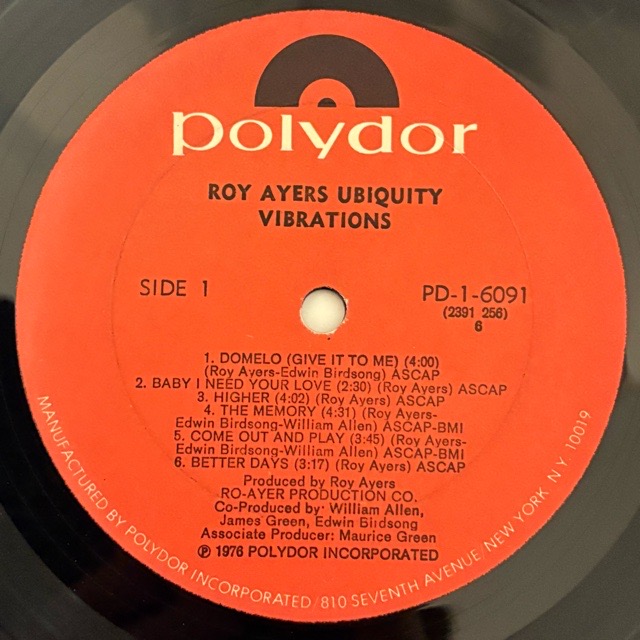 polydor
ROY AYERS UBIQUITY
VIBRATIONS
SIDE 1
PD-1-6091
(2391 256)
6
1. DOMELO (GIVE IT TO ME) (4:00)
(Roy Ayers-Edwin Birdsong) ASCAP
2. BABY I NEED YOUR LOVE (2:30) (Roy Ayers) ASCAP
3. HIGHER (4:02) (Roy Ayers) ASCAP
4. THE MEMORY (4:31) (Roy Ayers-
Edwin Birdsong-William Allen) ASCAP-BMI
5. COME OUT AND PLAY (3:45) (Roy Ayers-
Edwin Birdsong-William Allen) ASCAP-BMI
6. BETTER DAYS (3:17) (Roy Ayers) ASCAP
Produced by Roy Ayers
RO-AYER PRODUCTION CO.
Co-Produced by: William Allen,
James Green, Edwin Birdsong
Associate Producer: Maurice Green
℗ 1976 POLYDOR INCORPORATED
MANUFACTURED BY POLYDOR INCORPORATED/810 SEVENTH AVENUE NEW YORK N.Y. 10019